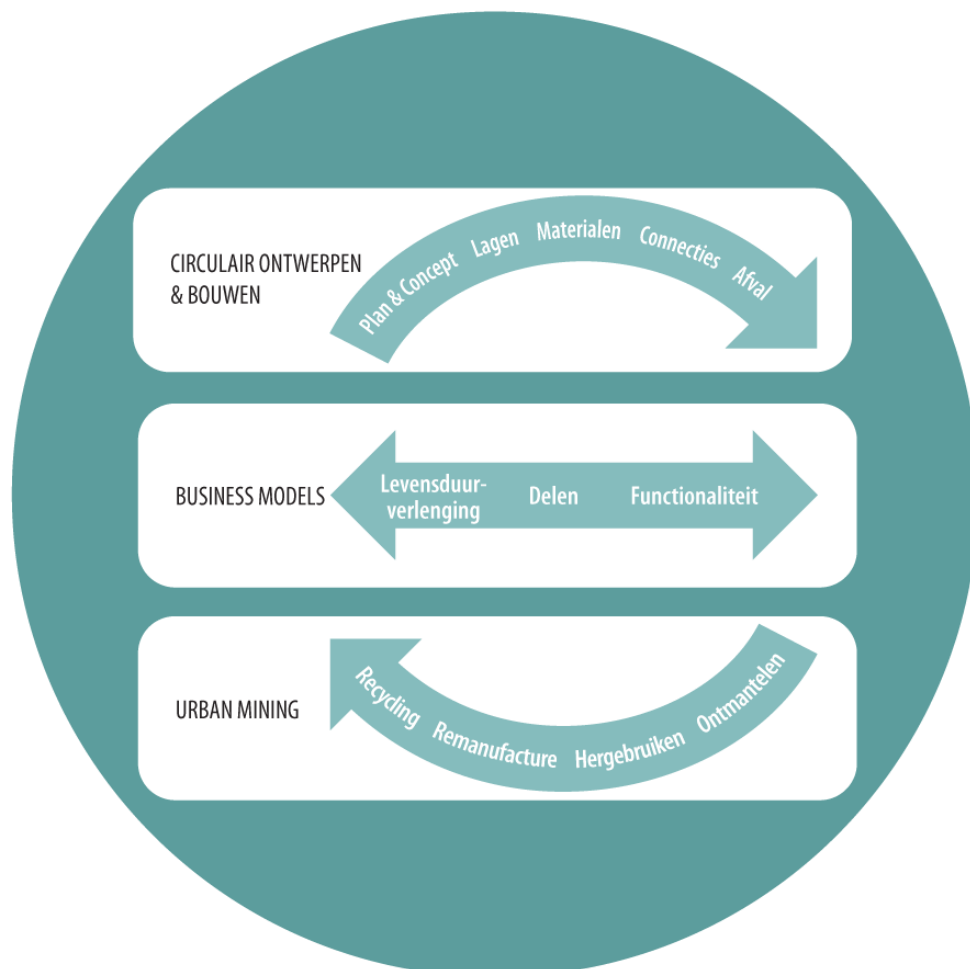 CIRCULAIR ONTWERPEN
& BOUWEN
Plan & Concept Lagen Materialen Connecties Afval
BUSINESS MODELS
Levensduur-
verlenging
Delen
Functionaliteit
URBAN MINING
Recycling Remanufacture Hergebruiken Ontmantelen